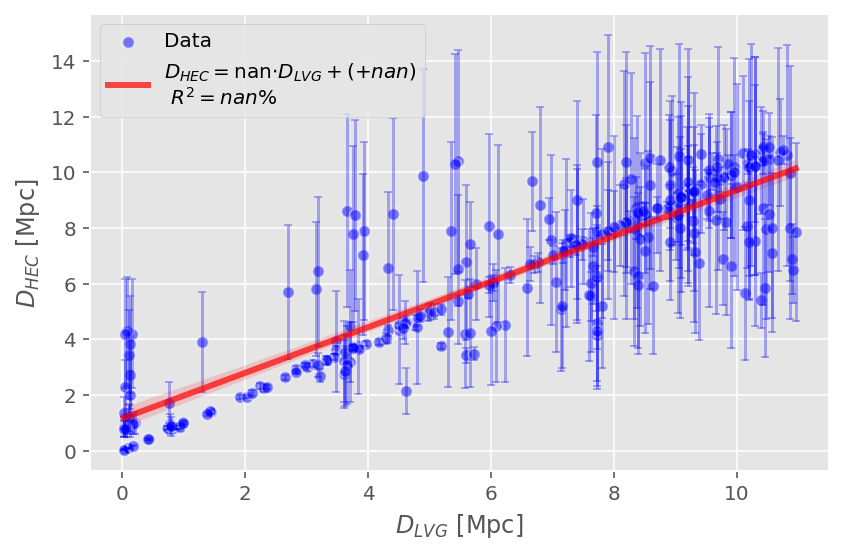 Data
D_HEC = nan·D_LVG + (+nan)
R² = nan%
14
12
10
8
6
4
2
0
D_HEC [Mpc]
0 2 4 6 8 10
D_LVG [Mpc]